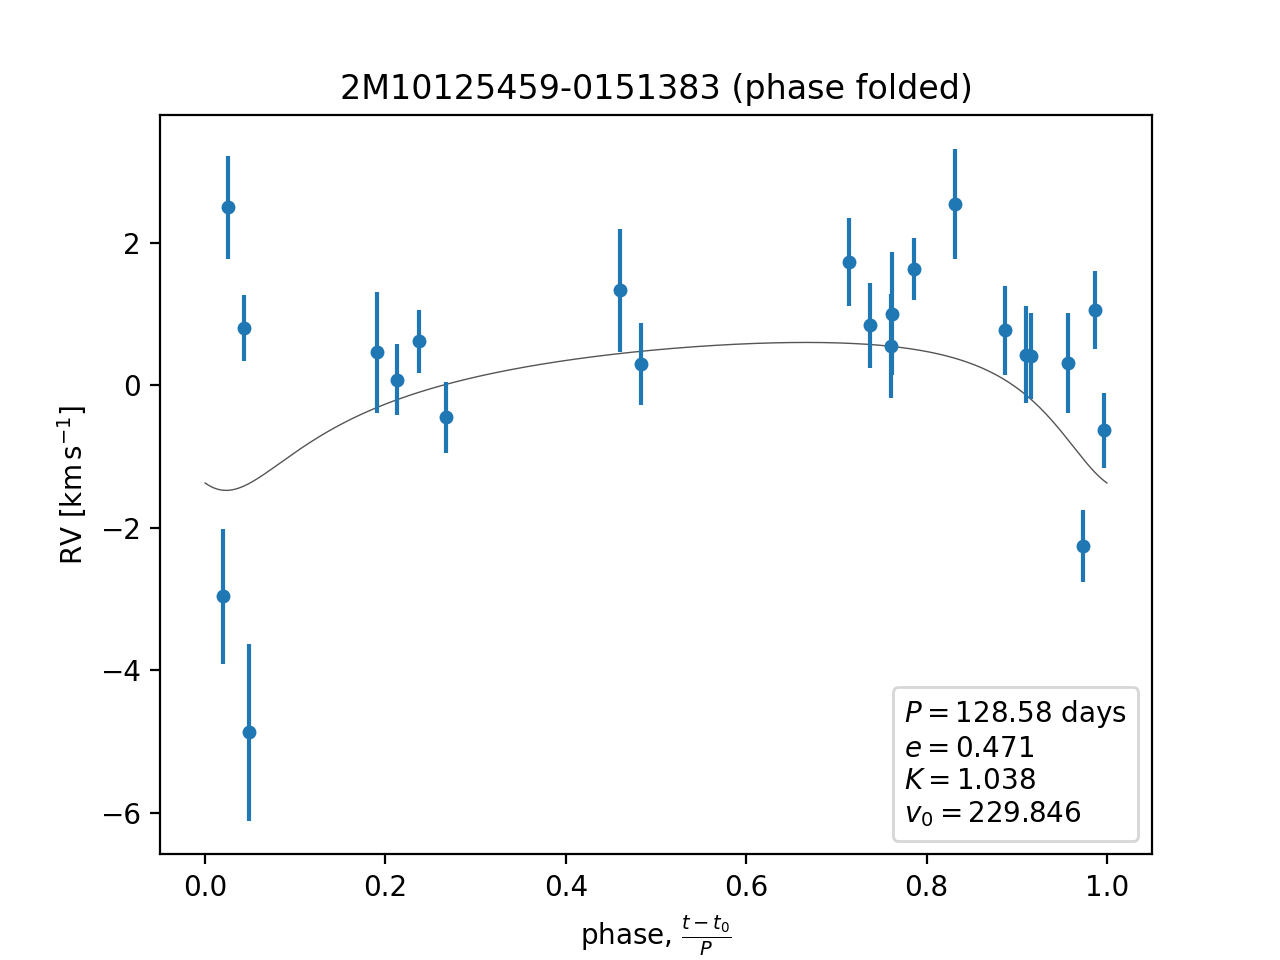 2M10125459-0151383 (phase folded)
RV [km s⁻¹]
2
0
−2
−4
−6
P = 128.58 days
e = 0.471
K = 1.038
v₀ = 229.846
0.0 0.2 0.4 0.6 0.8 1.0
phase, (t − t₀)/P